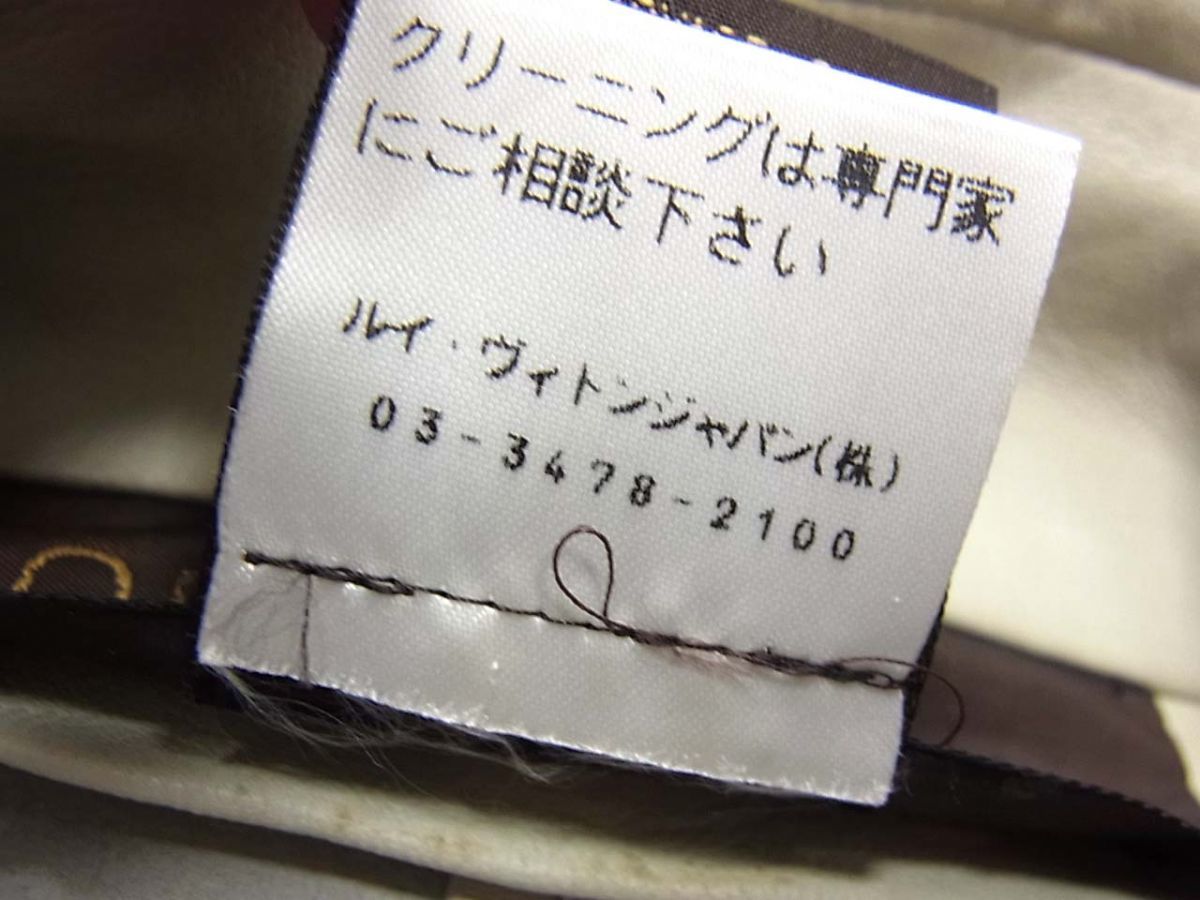 クリーニングは専門家
にご相談下さい
ルイ・ヴィトンジャパン(株)
03-3478-2100